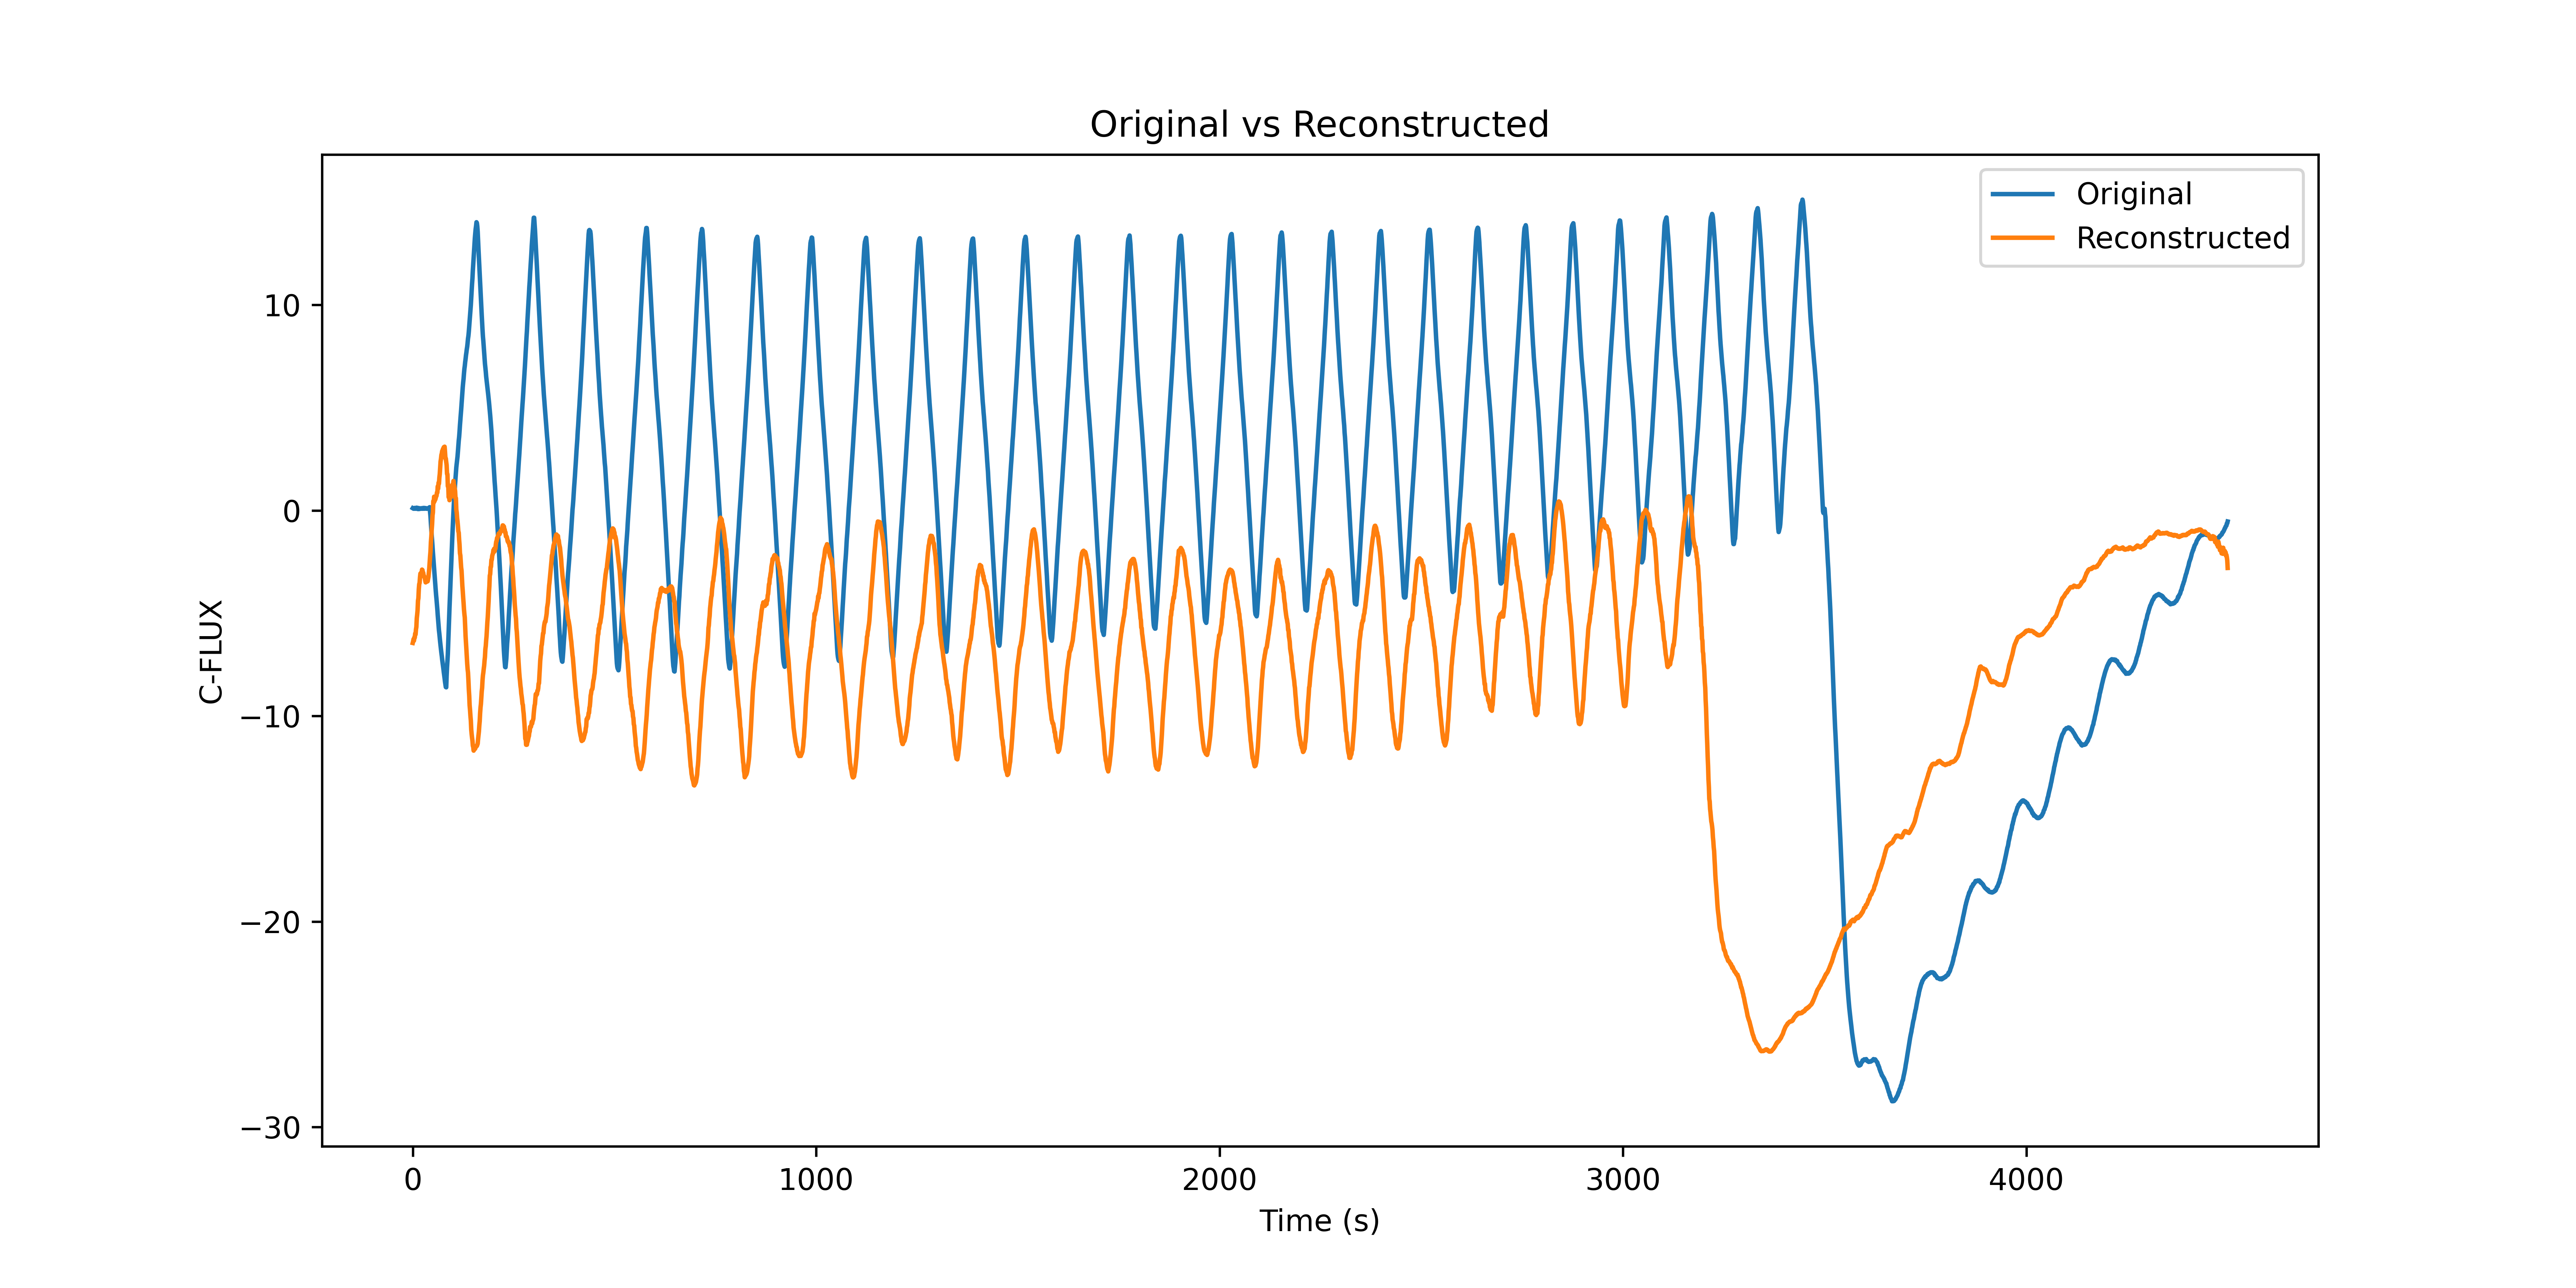 Original vs Reconstructed
Original
Reconstructed
10
0
−10
−20
−30
C-FLUX
0 1000 2000 3000 4000
Time (s)